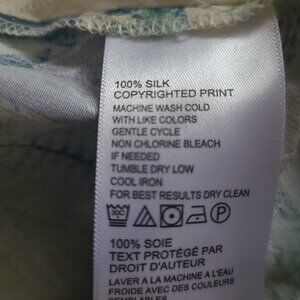 100% SILK
COPYRIGHTED PRINT
MACHINE WASH COLD
WITH LIKE COLORS
GENTLE CYCLE
NON CHLORINE BLEACH
IF NEEDED
TUMBLE DRY LOW
COOL IRON
FOR BEST RESULTS DRY CLEAN
100% SOIE
TEXT PROTÉGÉ PAR
DROIT D'AUTEUR
LAVER A LA MACHINE A L'EAU
FROIDE AVEC DES COULEURS
SEMBLABLES